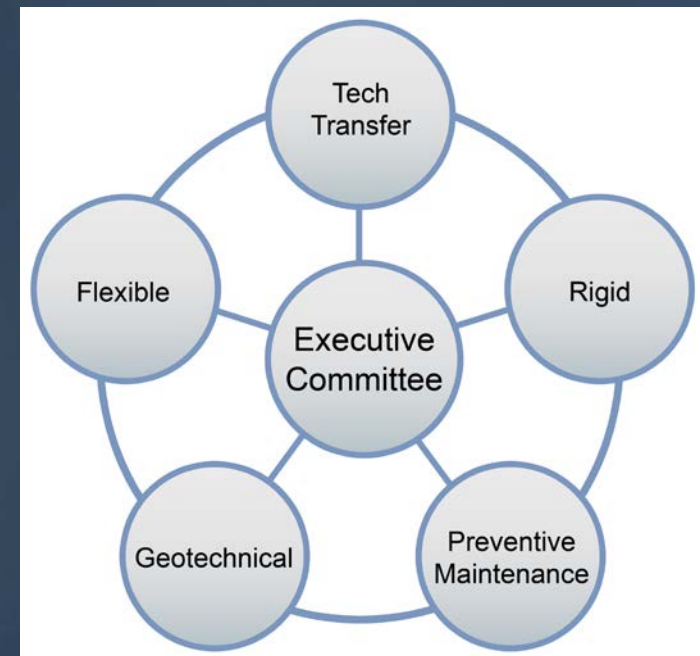 Tech
Transfer
Flexible
Rigid
Executive
Committee
Geotechnical
Preventive
Maintenance